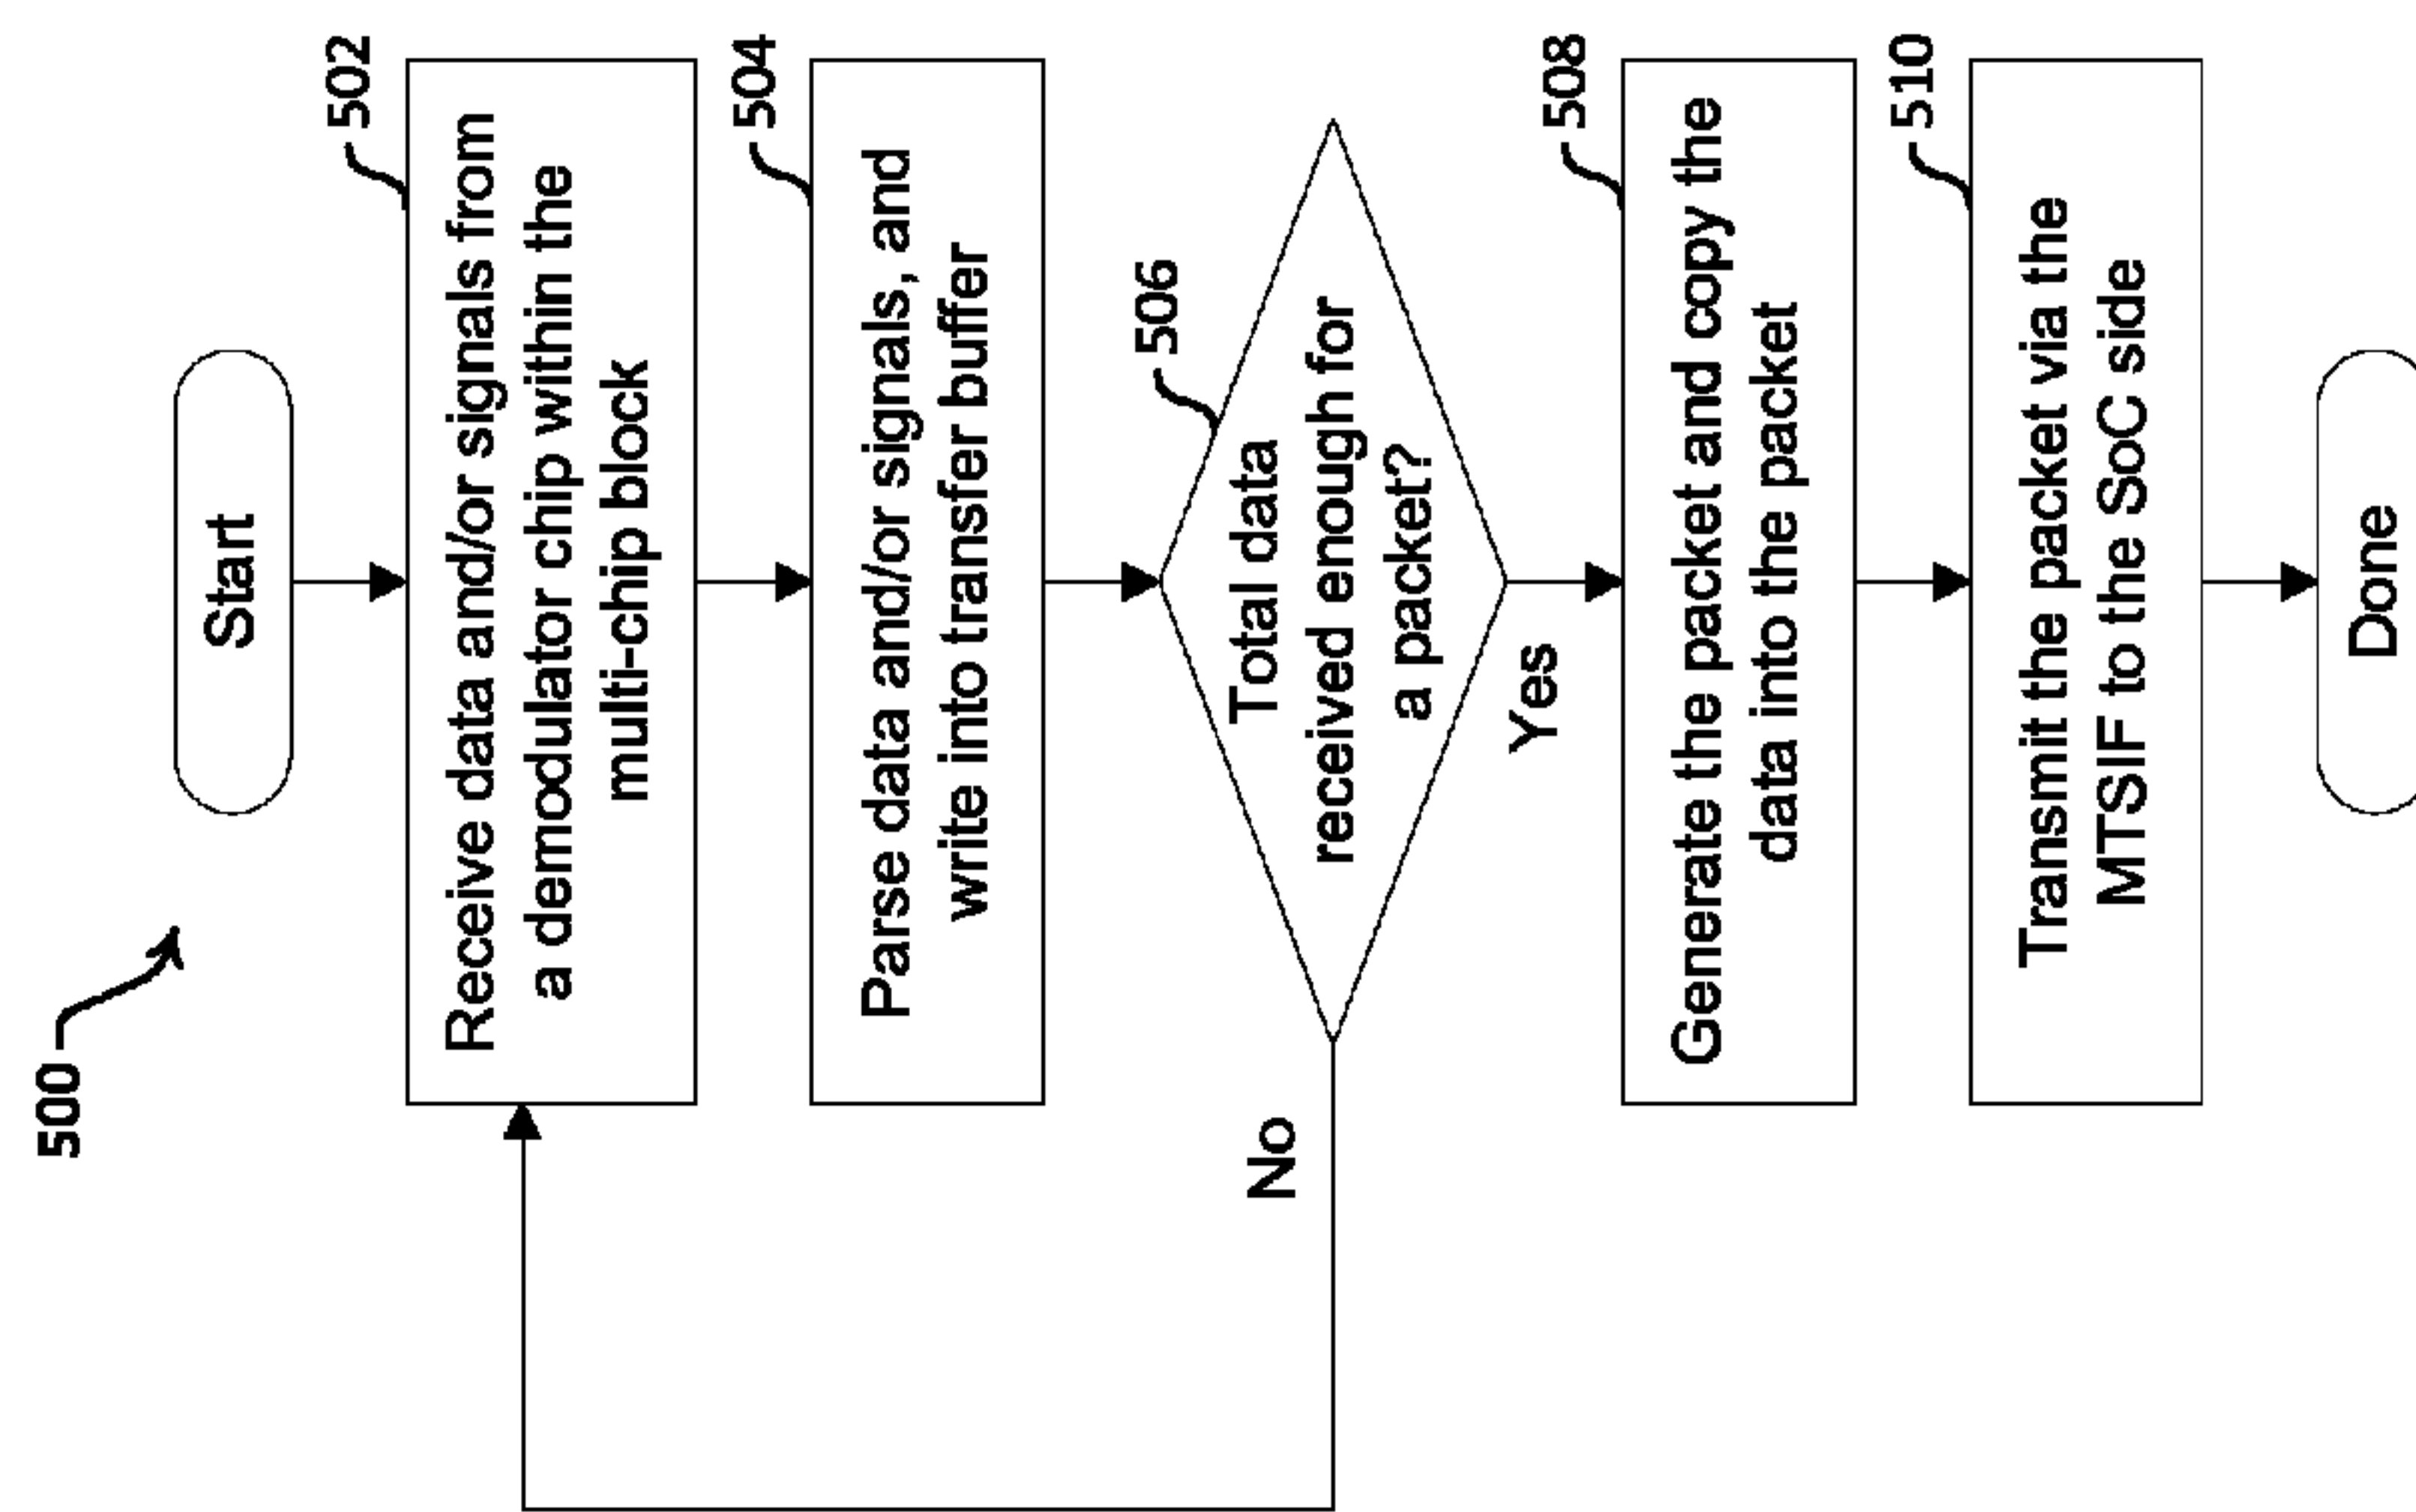 500
Start
502
Receive data and/or signals from
a demodulator chip within the
multi-chip block
504
Parse data and/or signals, and
write into transfer buffer
506
Total data
received enough for
a packet?
No
Yes
508
Generate the packet and copy the
data into the packet
510
Transmit the packet via the
MTSIF to the SoC side
Done